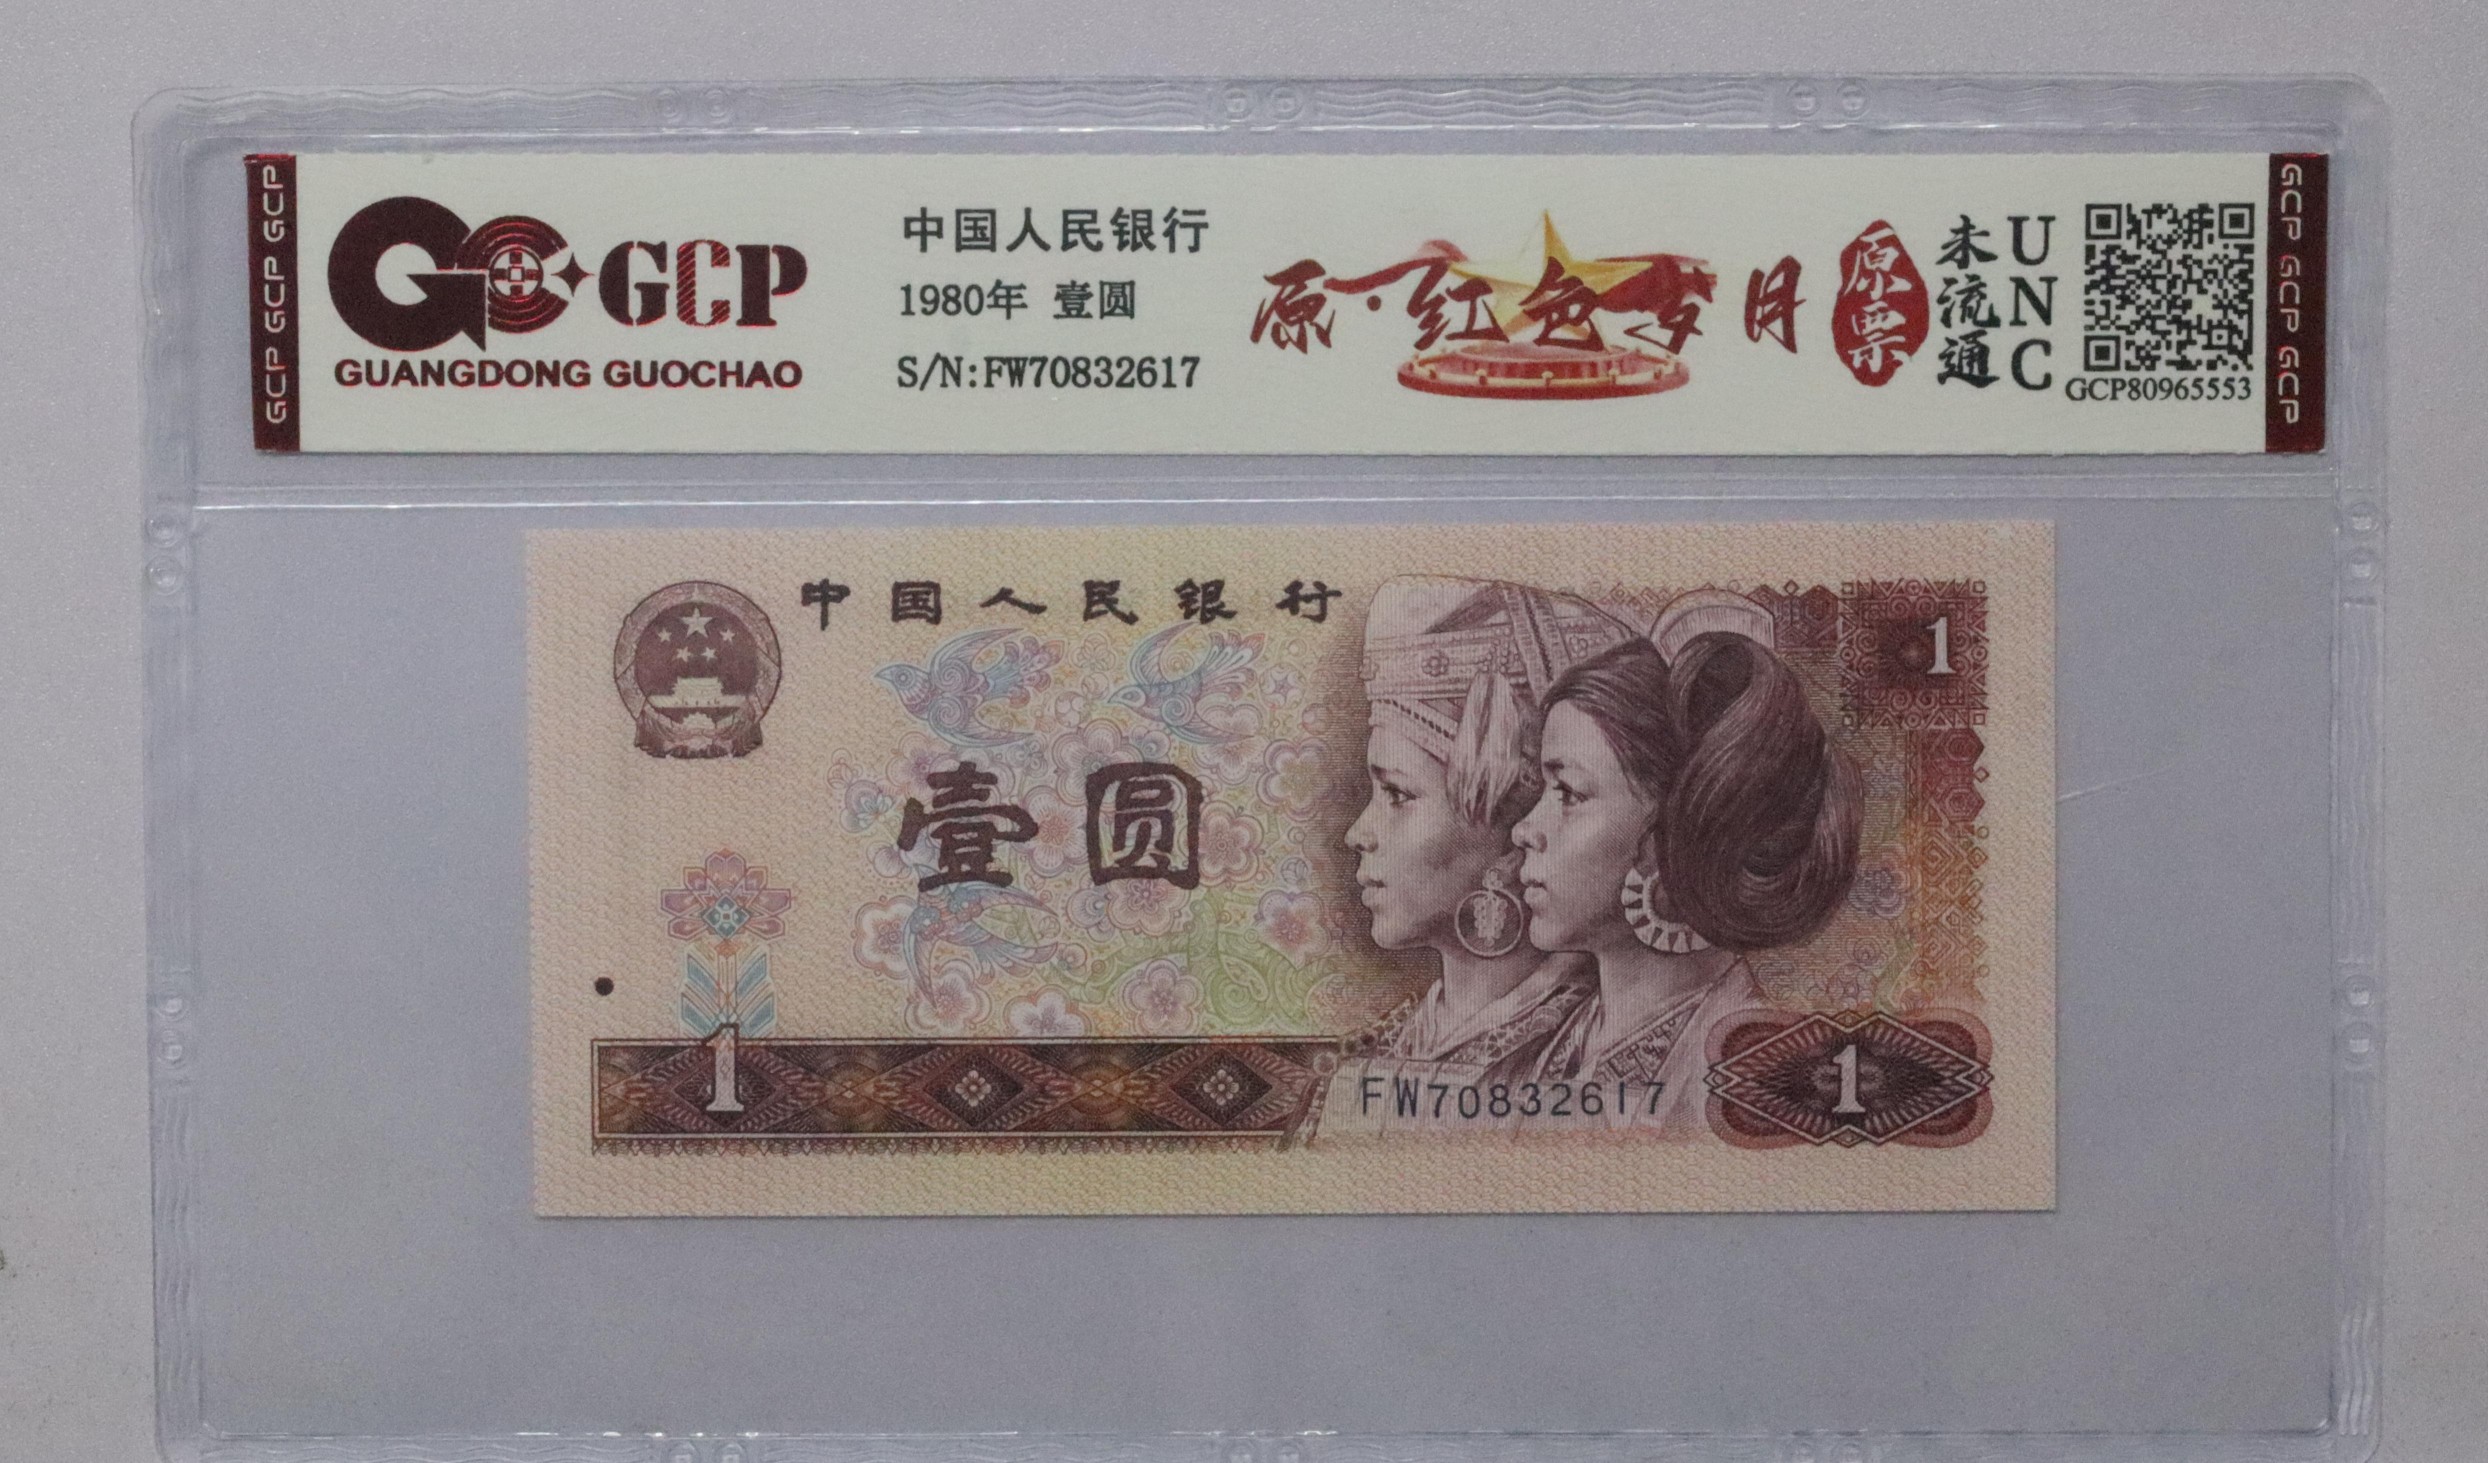 GCP GCP GCP
GC GCP
GUANGDONG GUOCHAO
中国人民银行
1980年 壹圆
S/N:FW70832617
原·红色岁月
原票
未流通
UNC
GCP80965553
GCP GCP GCP
中国人民银行
1
壹圆
1
FW70832617
1